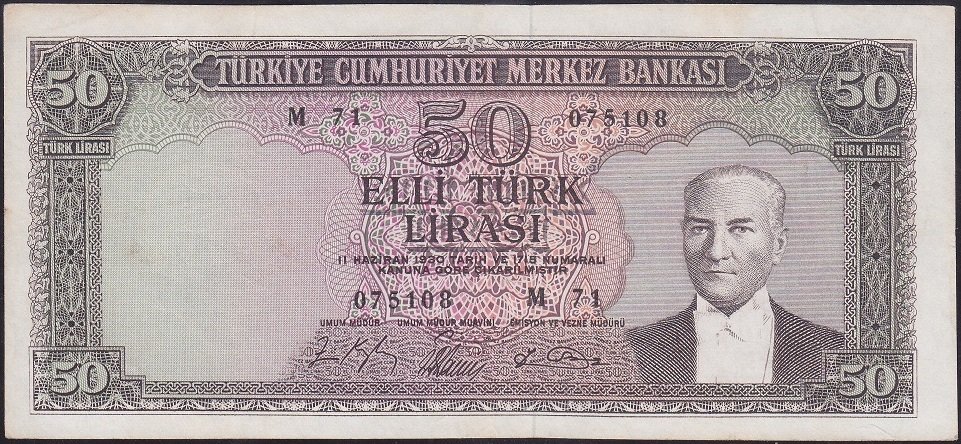 50 TÜRKİYE CUMHURİYET MERKEZ BANKASI 50
M 71 50 075108
TÜRK LİRASI TÜRK LİRASI
ELLİ TÜRK
LİRASI
11 HAZİRAN 1930 TARİH VE 1715 NUMARALI
KANUNA GÖRE ÇIKARILMIŞTIR
075108 M 71
UMUM MÜDÜR UMUM MÜDÜR MUAVİNİ EMİSYON VE VEZNE MÜDÜRÜ
50 50